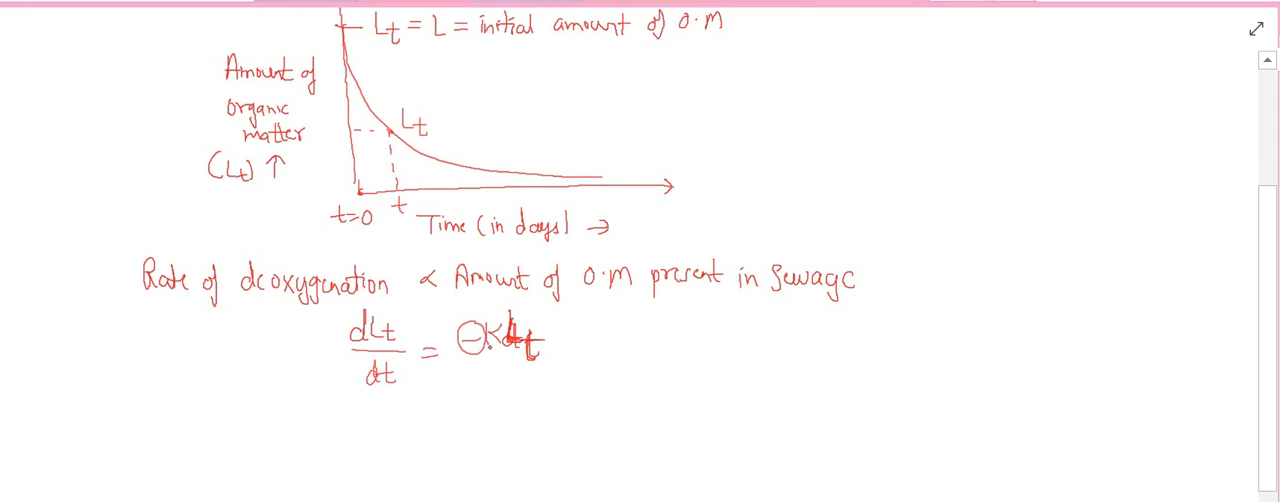 Lt = L = initial amount of O.M
Amount of
organic
matter
(Lt) ↑
Lt
t=0
t
Time (in days) →
Rate of deoxygenation ∝ Amount of O.M present in Sewage
dLt
dt
= -KLt